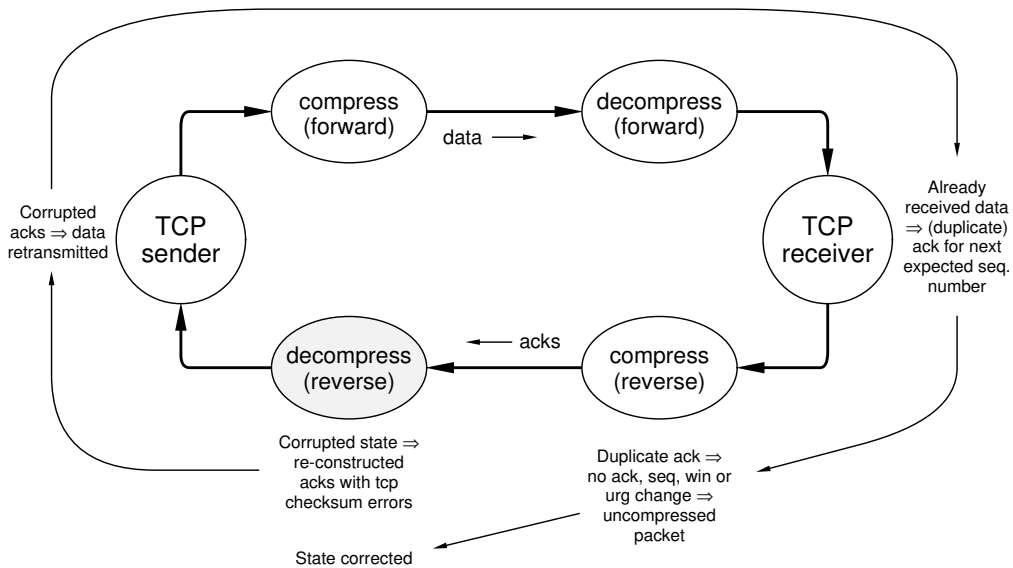 compress
(forward)
decompress
(forward)
data
TCP
sender
TCP
receiver
Corrupted
acks ⇒ data
retransmitted
Already
received data
⇒ (duplicate)
ack for next
expected seq.
number
acks
decompress
(reverse)
compress
(reverse)
Corrupted state ⇒
re-constructed
acks with tcp
checksum errors
Duplicate ack ⇒
no ack, seq, win or
urg change ⇒
uncompressed
packet
State corrected